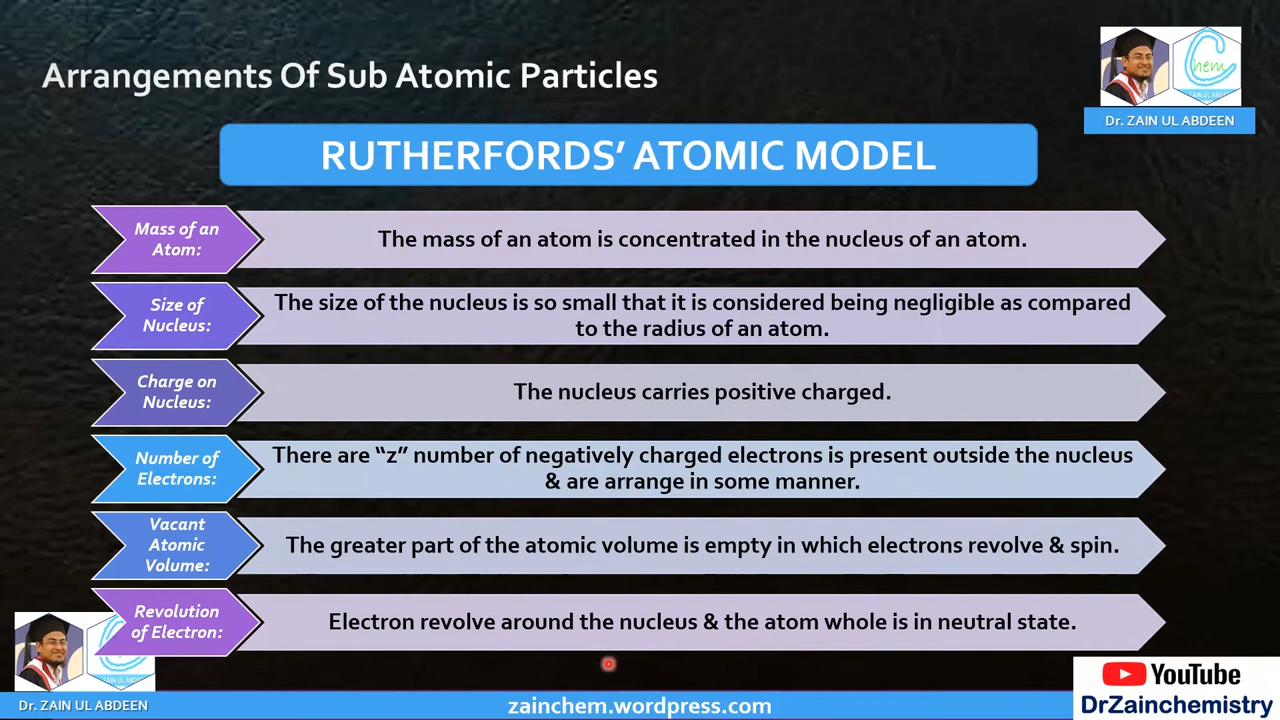 Arrangements Of Sub Atomic Particles
Chem
ZAIN UL ABDEEN
Dr. ZAIN UL ABDEEN
RUTHERFORDS’ ATOMIC MODEL
Mass of an
Atom:
The mass of an atom is concentrated in the nucleus of an atom.
Size of
Nucleus:
The size of the nucleus is so small that it is considered being negligible as compared
to the radius of an atom.
Charge on
Nucleus:
The nucleus carries positive charged.
Number of
Electrons:
There are “z” number of negatively charged electrons is present outside the nucleus
& are arrange in some manner.
Vacant
Atomic
Volume:
The greater part of the atomic volume is empty in which electrons revolve & spin.
Revolution
of Electron:
Electron revolve around the nucleus & the atom whole is in neutral state.
Dr. ZAIN UL ABDEEN
zainchem.wordpress.com
YouTube
DrZainchemistry